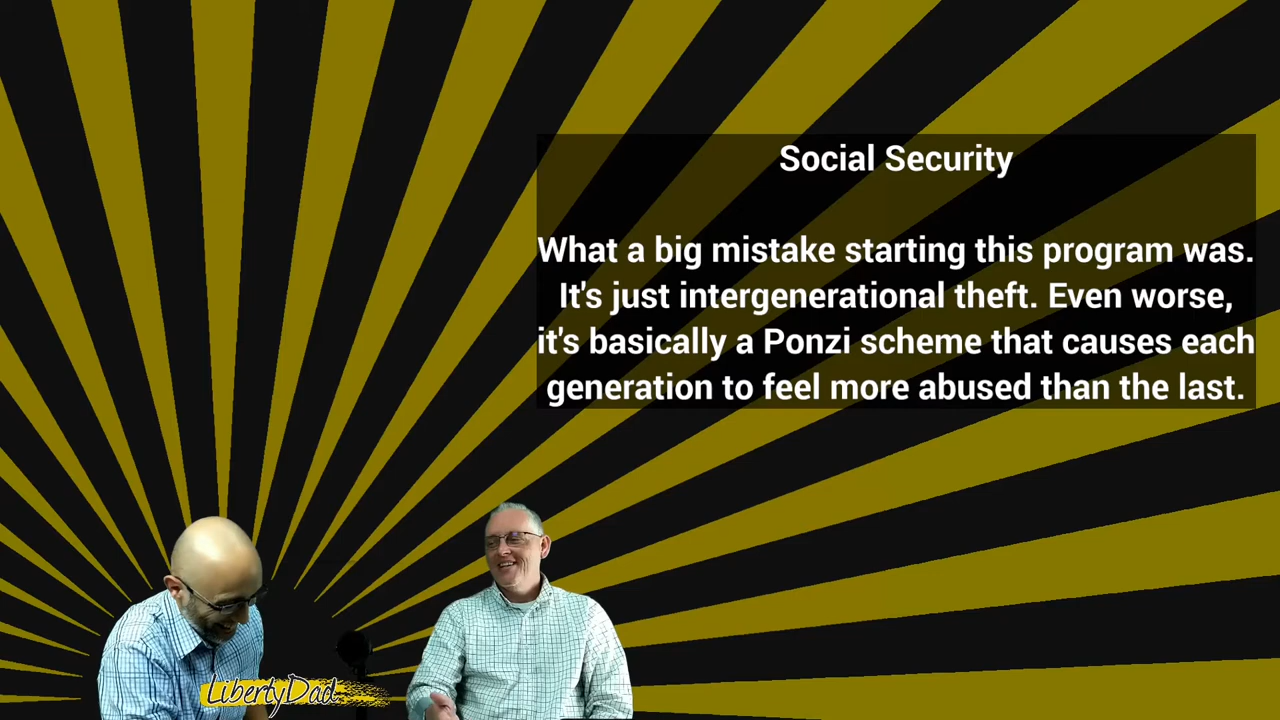 Social Security
What a big mistake starting this program was.
It's just intergenerational theft. Even worse,
it's basically a Ponzi scheme that causes each
generation to feel more abused than the last.
LibertyDad